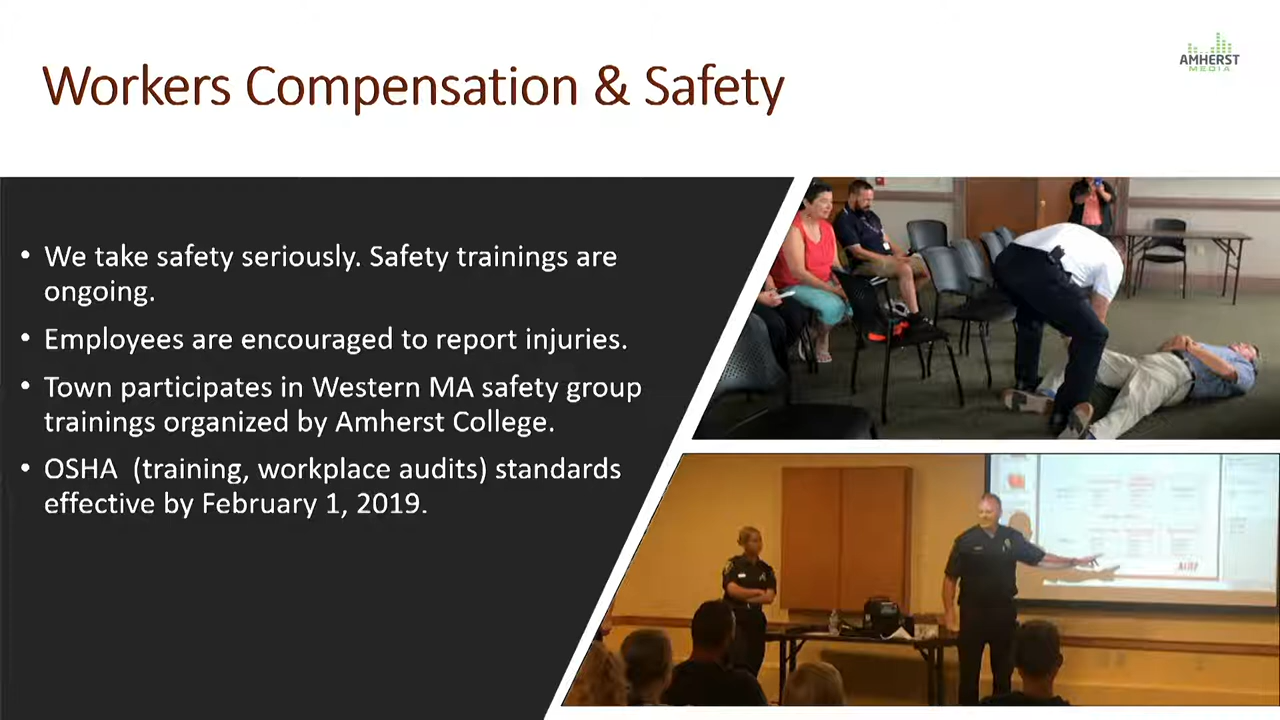 AMHERST
MEDIA
Workers Compensation & Safety
• We take safety seriously. Safety trainings are
ongoing.
• Employees are encouraged to report injuries.
• Town participates in Western MA safety group
trainings organized by Amherst College.
• OSHA (training, workplace audits) standards
effective by February 1, 2019.